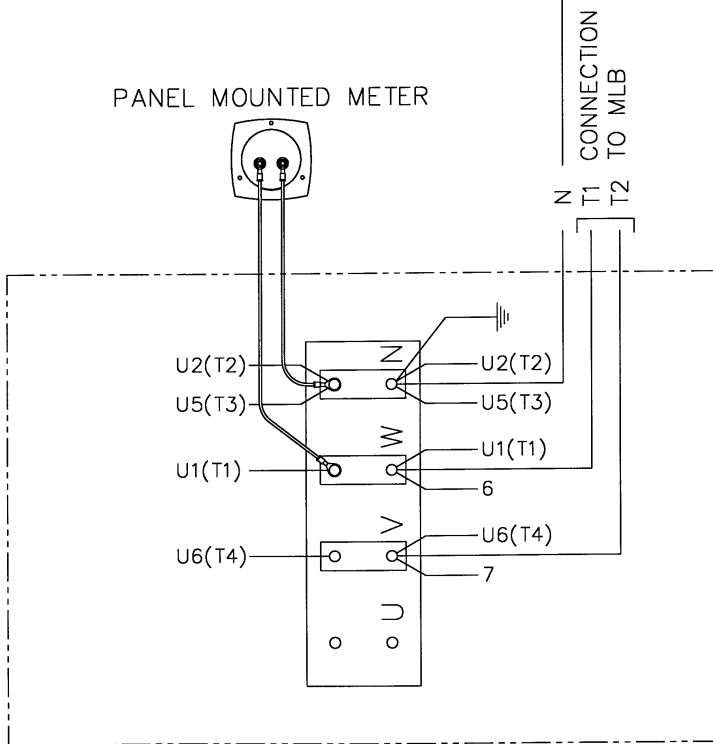 PANEL MOUNTED METER
CONNECTION
TO MLB
N
T1
T2
N
U2(T2)
U5(T3)
U2(T2)
U5(T3)
W
U1(T1)
U1(T1)
6
V
U6(T4)
U6(T4)
7
U